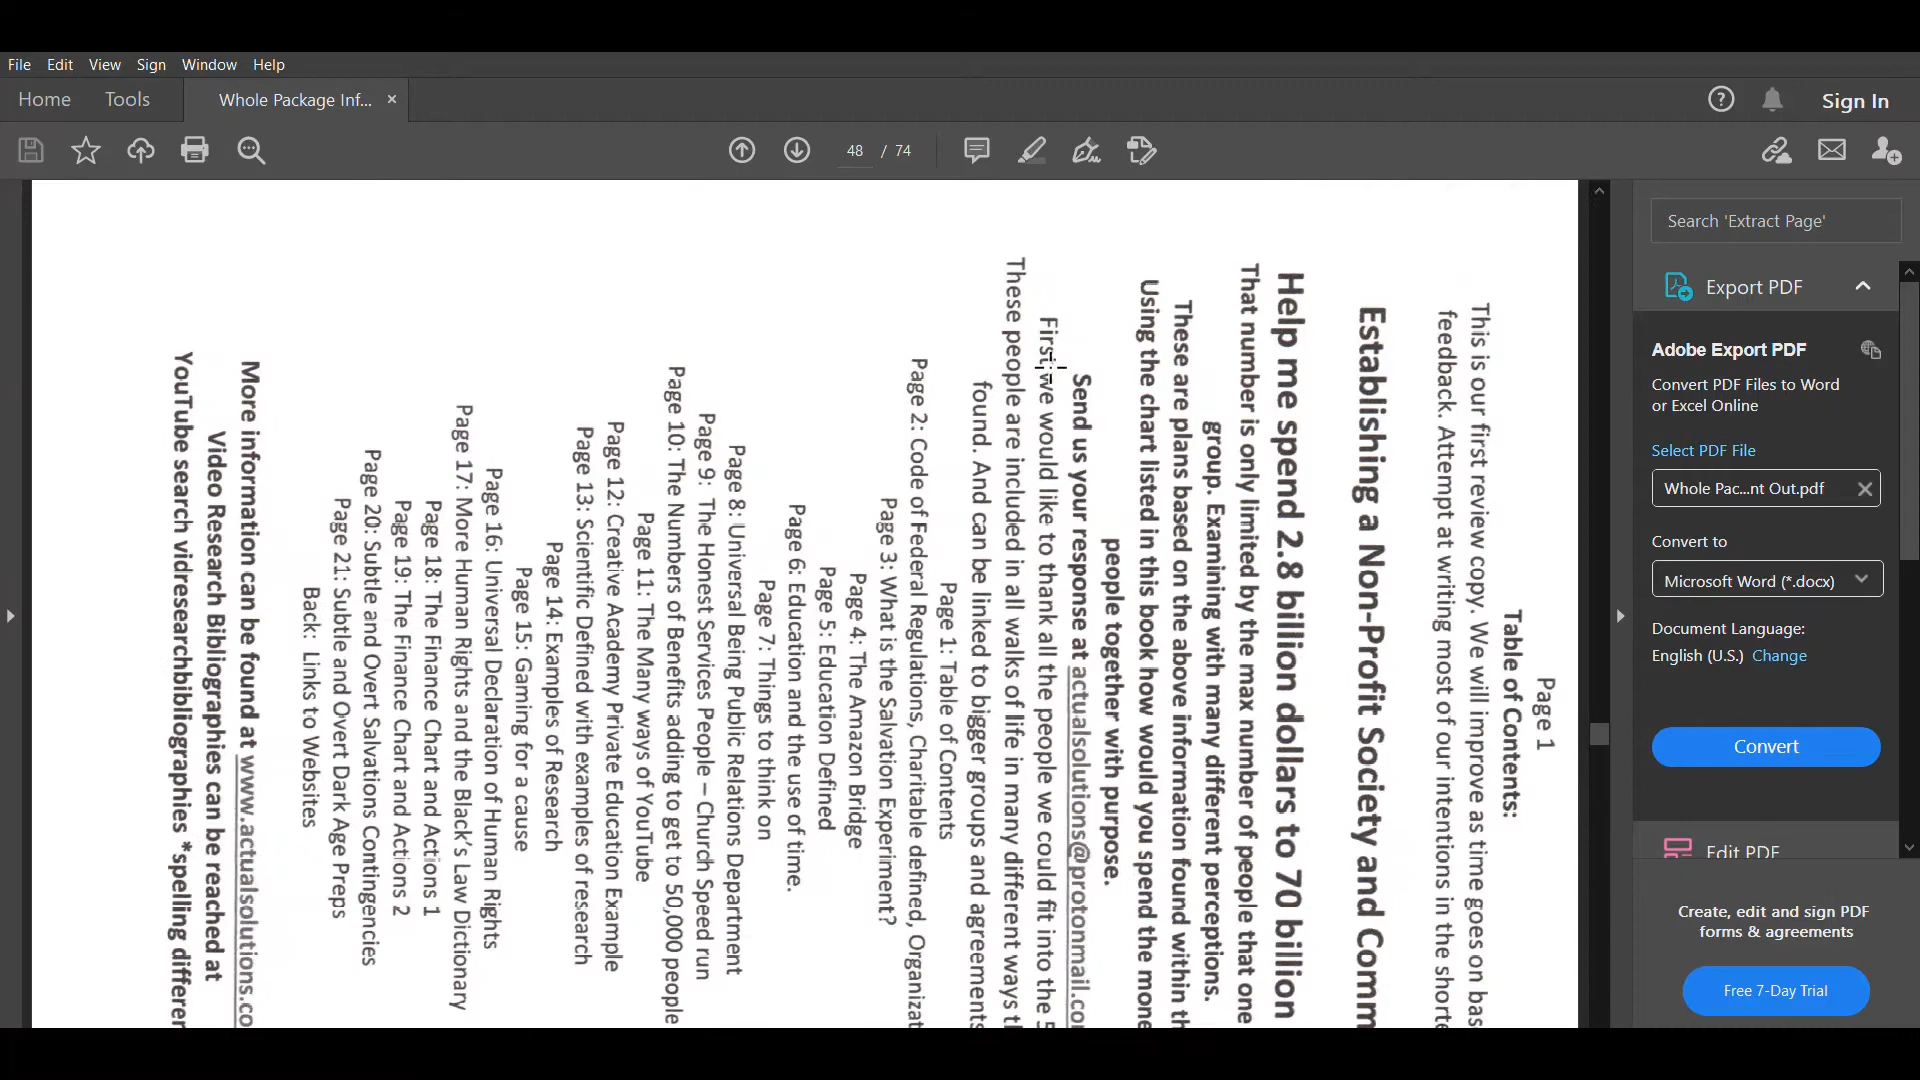 File Edit View Sign Window Help
Home Tools Whole Package Inf... ×
Sign In
48 / 74
Page 1
Table of Contents:
This is our first review copy. We will improve as time goes on bas
feedback. Attempt at writing most of our intentions in the shorte
Establishing a Non-Profit Society and Comm
Help me spend 2.8 billion dollars to 70 billion
That number is only limited by the max number of people that one
group. Examining with many different perceptions.
These are plans based on the above information found within th
Using the chart listed in this book how would you spend the mone
people together with purpose.
Send us your response at actualsolutions@protonmail.co
First we would like to thank all the people we could fit into the 5
These people are included in all walks of life in many different ways th
found. And can be linked to bigger groups and agreements
Page 1: Table of Contents
Page 2: Code of Federal Regulations, Charitable defined, Organizat
Page 3: What is the Salvation Experiment?
Page 4: The Amazon Bridge
Page 5: Education Defined
Page 6: Education and the use of time.
Page 7: Things to think on
Page 8: Universal Being Public Relations Department
Page 9: The Honest Services People – Church Speed run
Page 10: The Numbers of Benefits adding to get to 50,000 people
Page 11: The Many ways of YouTube
Page 12: Creative Academy Private Education Example
Page 13: Scientific Defined with examples of research
Page 14: Examples of Research
Page 15: Gaming for a cause
Page 16: Universal Declaration of Human Rights
Page 17: More Human Rights and the Black's Law Dictionary
Page 18: The Finance Chart and Actions 1
Page 19: The Finance Chart and Actions 2
Page 20: Subtle and Overt Salvations Contingencies
Page 21: Subtle and Overt Dark Age Preps
Back: Links to Websites
More information can be found at www.actualsolutions.co
Video Research Bibliographies can be reached at
YouTube search vidresearchbibliographies *spelling differen
Search 'Extract Page'
Export PDF
Adobe Export PDF
Convert PDF Files to Word
or Excel Online
Select PDF File
Whole Pac...nt Out.pdf
Convert to
Microsoft Word (*.docx)
Document Language:
English (U.S.) Change
Convert
Edit PDF
Create, edit and sign PDF
forms & agreements
Free 7-Day Trial